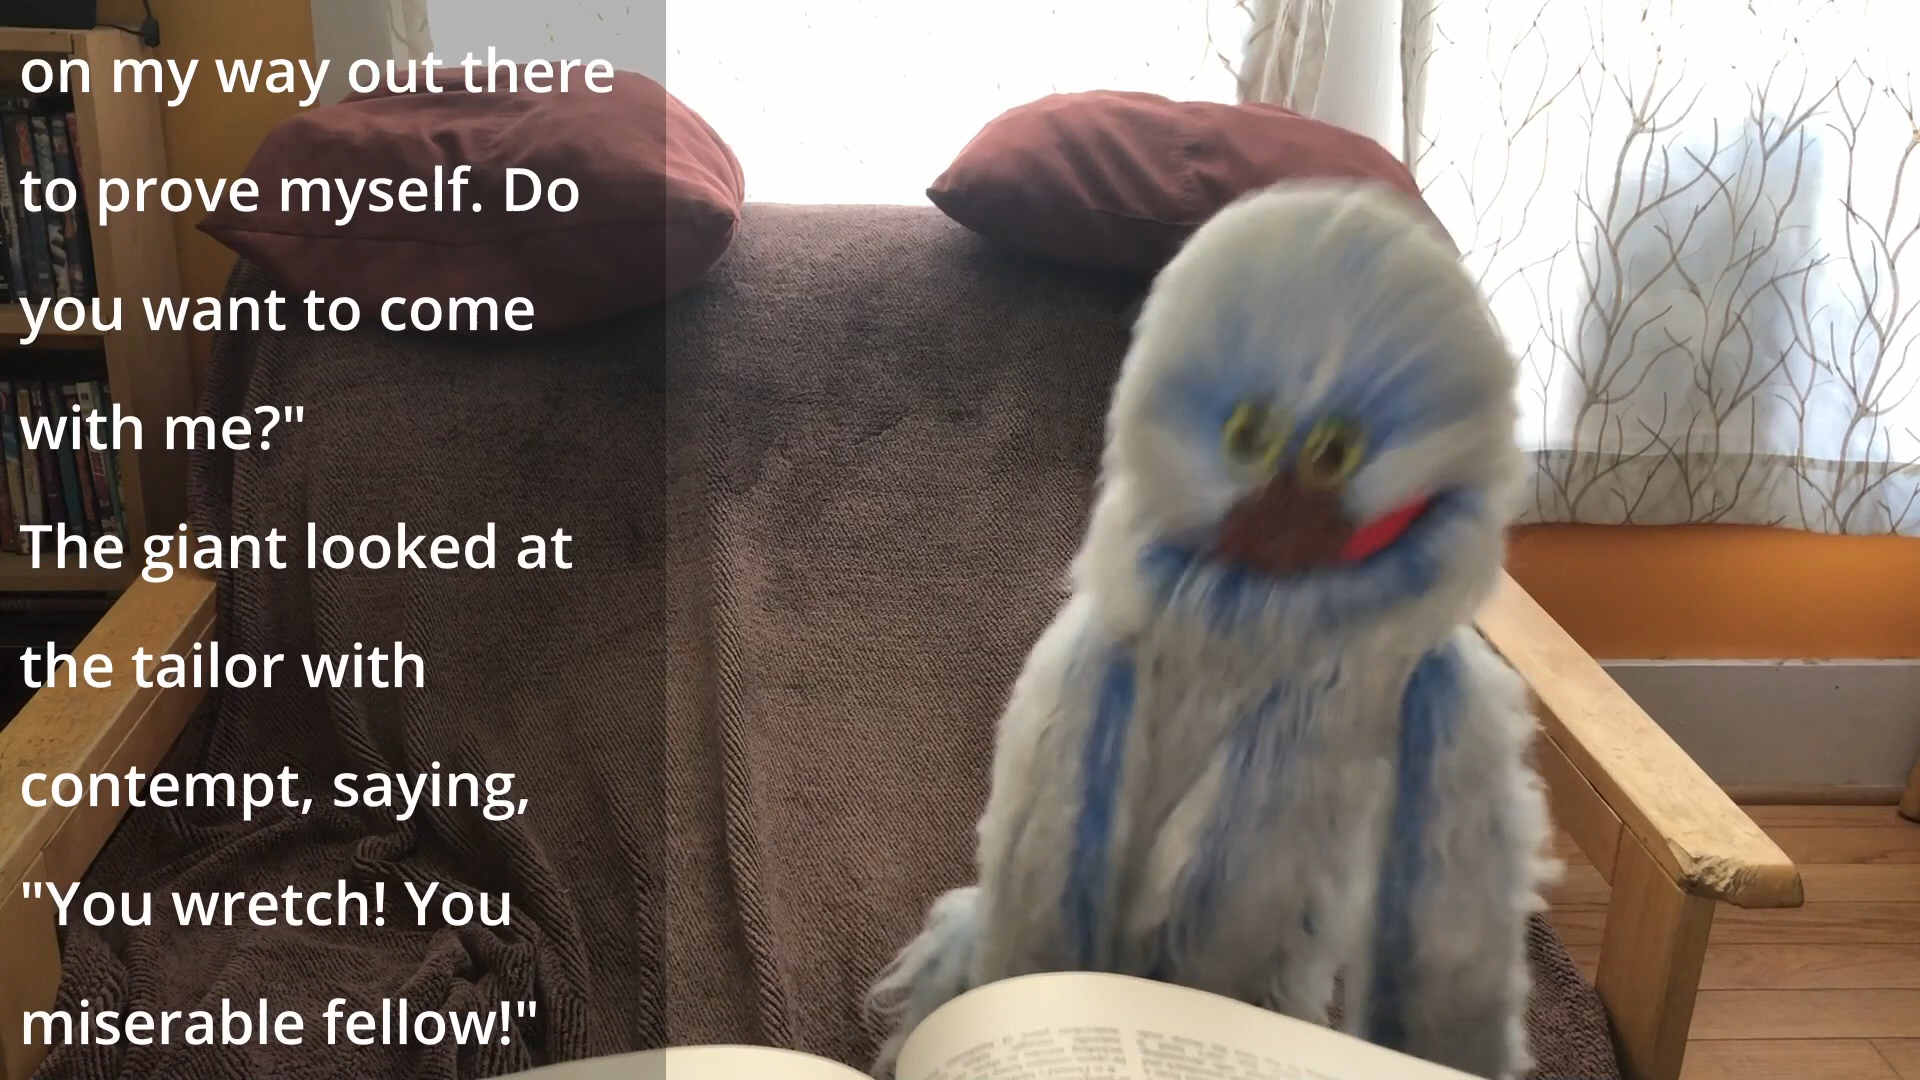 on my way out there
to prove myself. Do
you want to come
with me?"
The giant looked at
the tailor with
contempt, saying,
"You wretch! You
miserable fellow!"